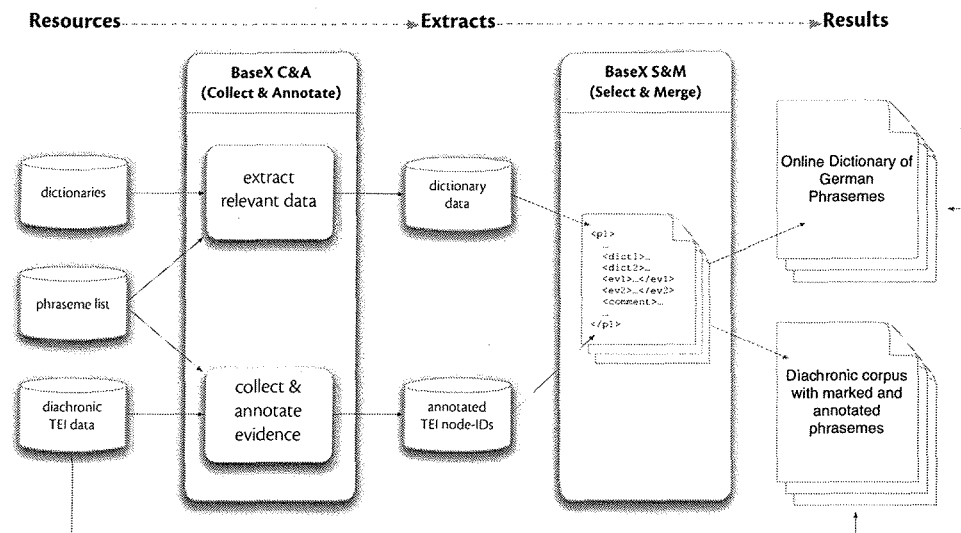 Resources Extracts Results
BaseX C&A
(Collect & Annotate)
BaseX S&M
(Select & Merge)
dictionaries
extract
relevant data
dictionary
data
phraseme list
diachronic
TEI data
collect &
annotate
evidence
annotated
TEI node-IDs
<p1>
...
<dict1>...
<dict2>...
<ev1>...</ev1>
<ev2>...</ev2>
<comment>...
...
</p1>
Online Dictionary of
German
Phrasemes
Diachronic corpus
with marked and
annotated
phrasemes